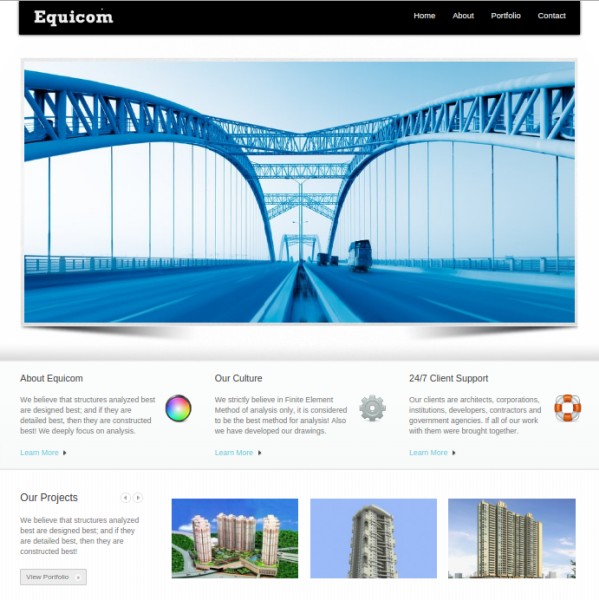 Equicom
Home About Portfolio Contact
About Equicom
We believe that structures analyzed best
are designed best; and if they are
detailed best, then they are constructed
best! We deeply focus on analysis.
Learn More
Our Culture
We strictly believe in Finite Element
Method of analysis only, it is considered
to be the best method for analysis! Also
we have developed our drawings.
Learn More
24/7 Client Support
Our clients are architects, corporations,
institutions, developers, contractors and
government agencies. If all of our work
with them were brought together.
Learn More
Our Projects
We believe that structures analyzed
best are designed best; and if they
are detailed best, then they are
constructed best!
View Portfolio